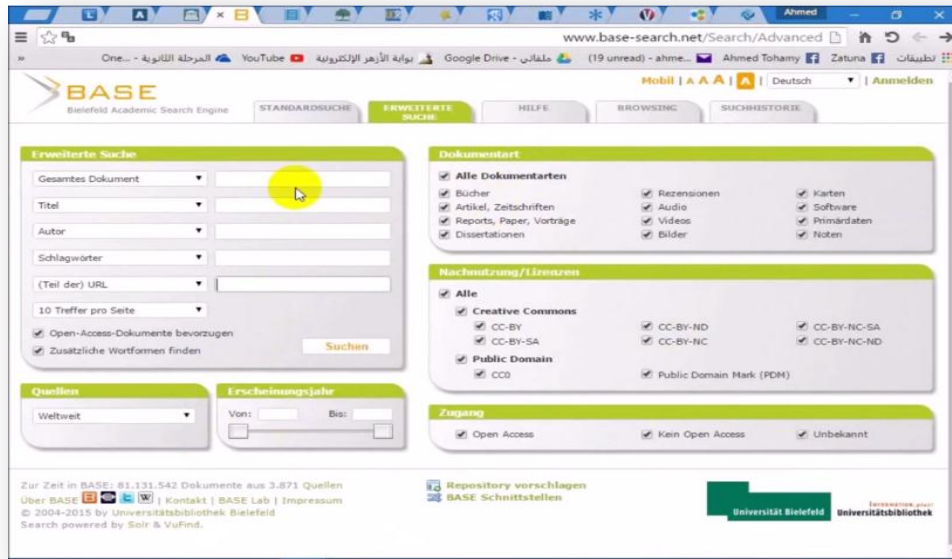 Ahmed
www.base-search.net/Search/Advanced
One... - المرحلة الثانوية
YouTube
بوابة الأزهر الإلكترونية
Google Drive - ملفاتي
(19 unread) - ahme...
Ahmed Tohamy
Zatuna
تطبيقات
Mobil | A A A | A | Deutsch | Anmelden
BASE
Bielefeld Academic Search Engine
STANDARDSUCHE
ERWEITERTE SUCHE
HILFE
BROWSING
SUCHHISTORIE
Erweiterte Suche
Gesamtes Dokument
Titel
Autor
Schlagwörter
(Teil der) URL
10 Treffer pro Seite
Open-Access-Dokumente bevorzugen
Zusätzliche Wortformen finden
Suchen
Quellen
Weltweit
Erscheinungsjahr
Von: Bis:
Dokumentart
Alle Dokumentarten
Bücher Rezensionen Karten
Artikel, Zeitschriften Audio Software
Reports, Paper, Vorträge Videos Primärdaten
Dissertationen Bilder Noten
Nachnutzung/Lizenzen
Alle
Creative Commons
CC-BY CC-BY-ND CC-BY-NC-SA
CC-BY-SA CC-BY-NC CC-BY-NC-ND
Public Domain
CC0 Public Domain Mark (PDM)
Zugang
Open Access Kein Open Access Unbekannt
Zur Zeit in BASE: 81.131.542 Dokumente aus 3.871 Quellen
Über BASE | Kontakt | BASE Lab | Impressum
© 2004-2015 by Universitätsbibliothek Bielefeld
Search powered by Solr & VuFind.
Repository vorschlagen
BASE Schnittstellen
Universität Bielefeld
Universitätsbibliothek